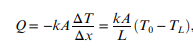 Q = −kA ΔT/Δx = kA/L (T₀ − T_L),